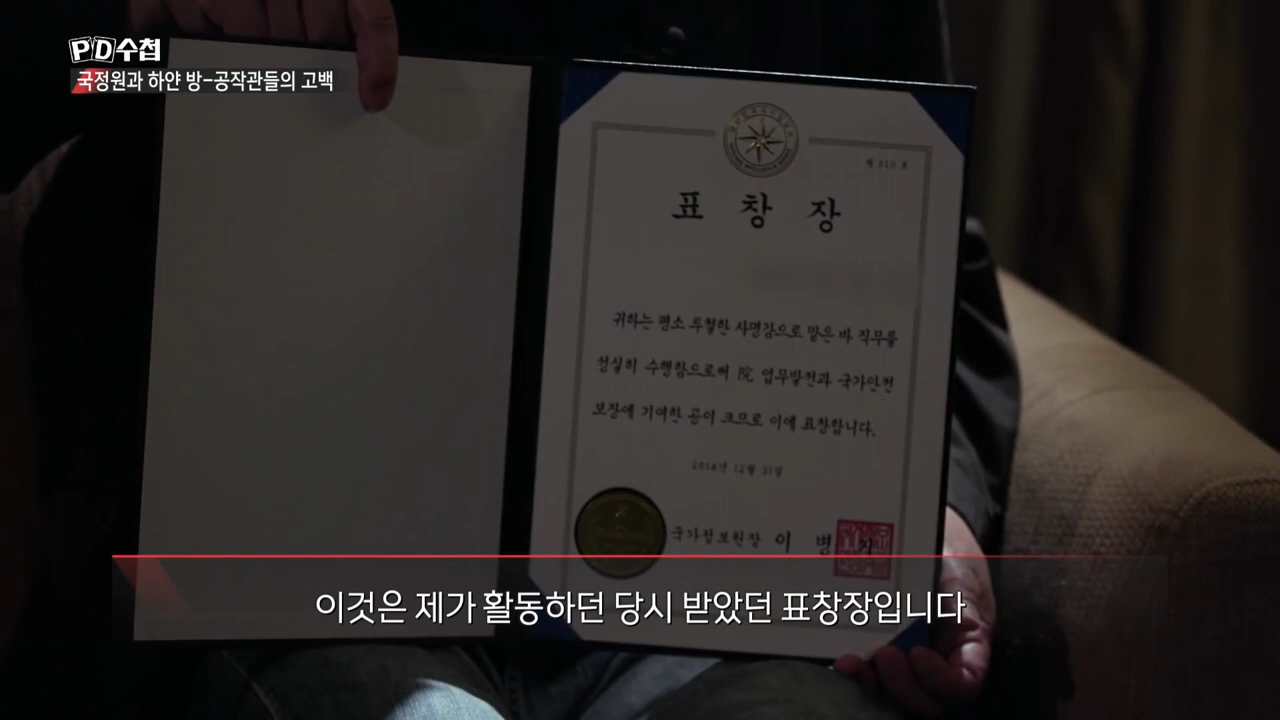 PD수첩
국정원과 하얀 방-공작관들의 고백
제 310 호
표 창 장
귀하는 평소 투철한 사명감으로 맡은 바 직무를
성실히 수행함으로써 院 업무발전과 국가안전
보장에 기여한 공이 크므로 이에 표창합니다.
2014년 12월 31일
국가정보원장 이 병 기
이것은 제가 활동하던 당시 받았던 표창장입니다